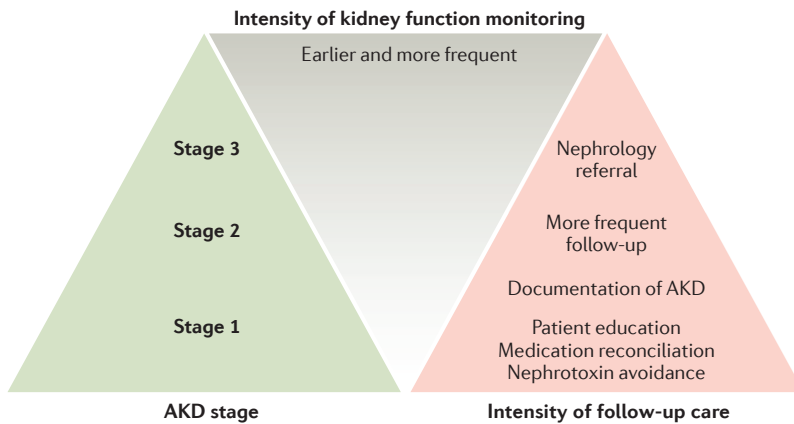 Intensity of kidney function monitoring
Earlier and more frequent
Stage 3
Stage 2
Stage 1
AKD stage
Nephrology
referral
More frequent
follow-up
Documentation of AKD
Patient education
Medication reconciliation
Nephrotoxin avoidance
Intensity of follow-up care